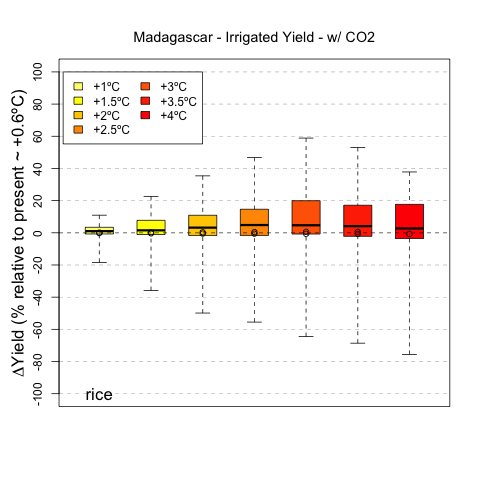 Madagascar - Irrigated Yield - w/ CO2
ΔYield (% relative to present ~ +0.6ºC)
100
80
60
40
20
0
-20
-40
-60
-80
-100
+1ºC
+1.5ºC
+2ºC
+2.5ºC
+3ºC
+3.5ºC
+4ºC
rice